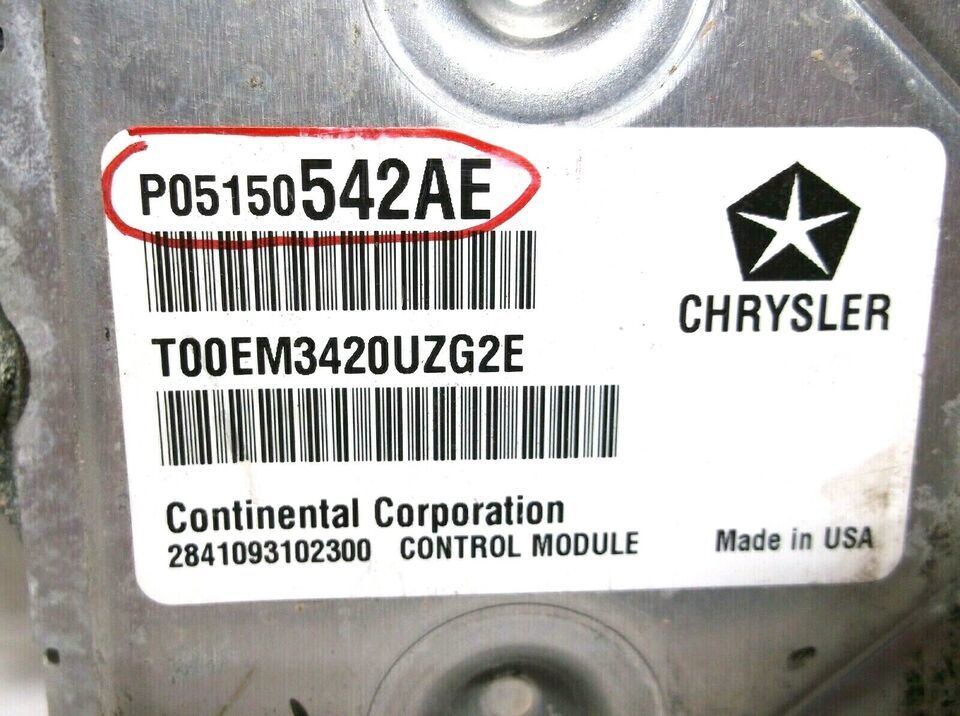 P05150542AE
CHRYSLER
T00EM3420UZG2E
Continental Corporation
2841093102300 CONTROL MODULE Made in USA